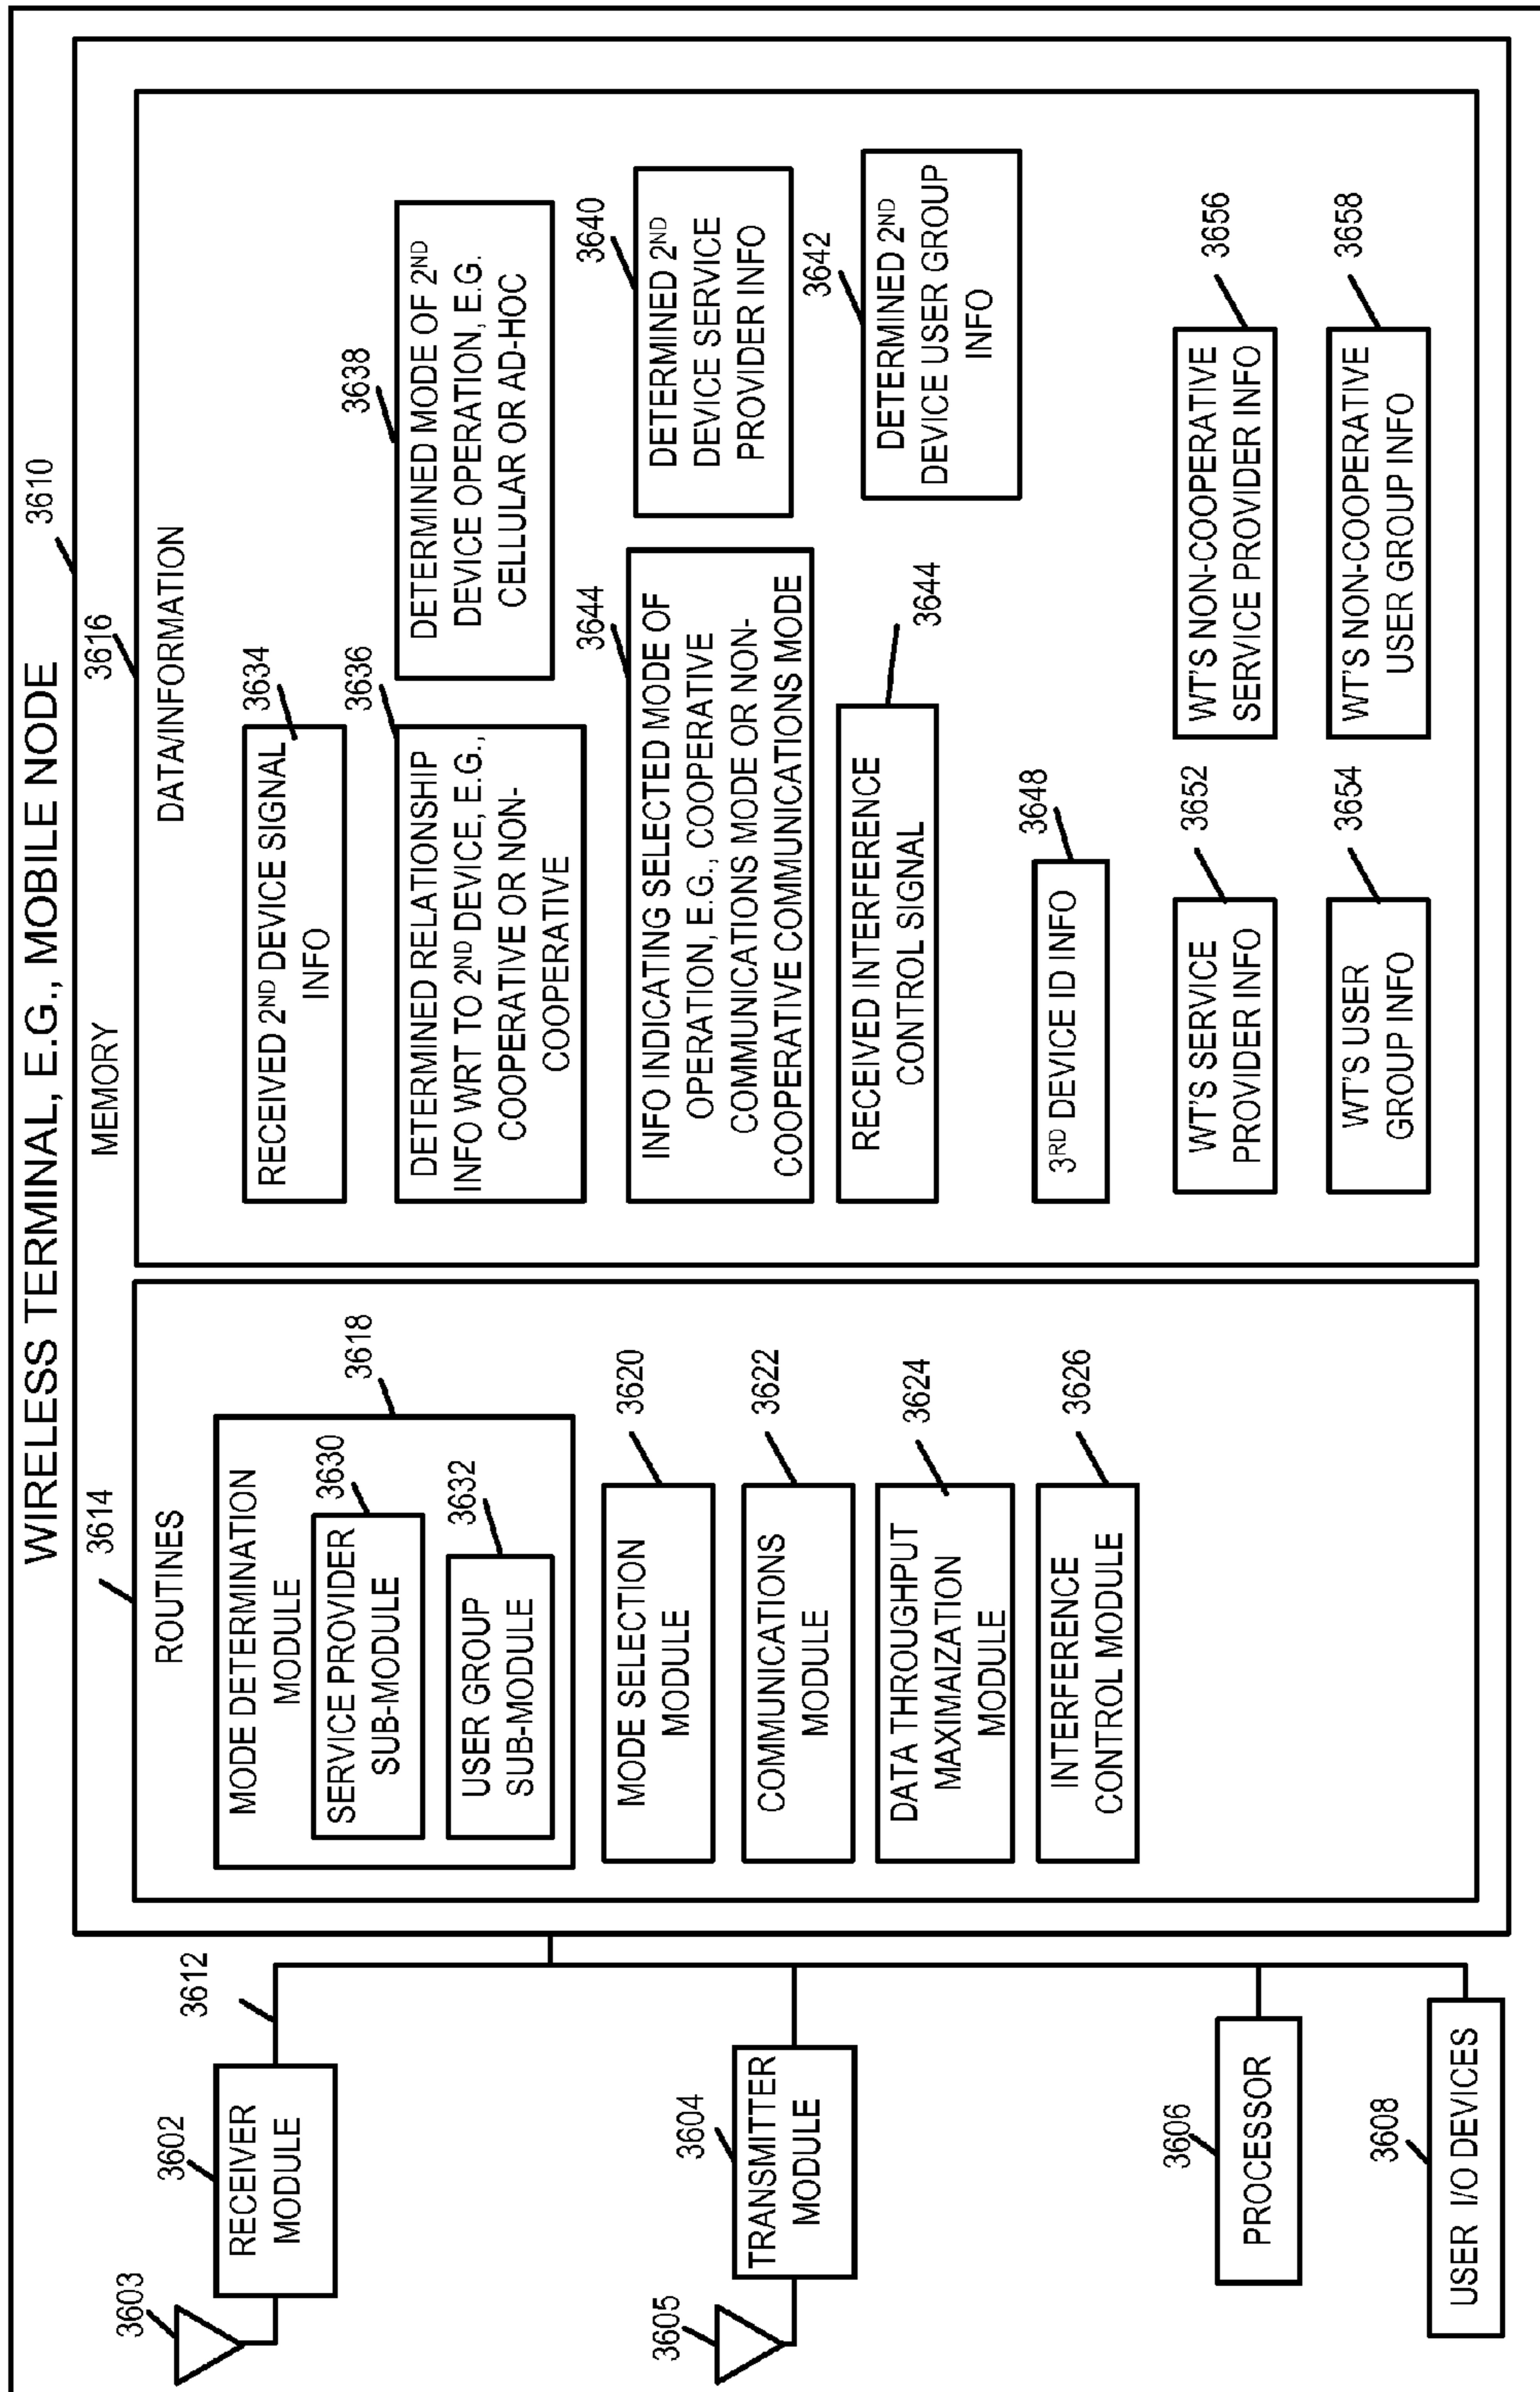 WIRELESS TERMINAL, E.G., MOBILE NODE
3603
3602
RECEIVER
MODULE
3612
3605
3604
TRANSMITTER
MODULE
3606
PROCESSOR
3608
USER I/O DEVICES
MEMORY
3610
3614
ROUTINES
MODE DETERMINATION
MODULE
3618
SERVICE PROVIDER
SUB-MODULE
3630
USER GROUP
SUB-MODULE
3632
MODE SELECTION
MODULE
3620
COMMUNICATIONS
MODULE
3622
DATA THROUGHPUT
MAXIMAIZATION
MODULE
3624
INTERFERENCE
CONTROL MODULE
3626
3616
DATA/INFORMATION
RECEIVED 2ND DEVICE SIGNAL
INFO
3634
DETERMINED RELATIONSHIP
INFO WRT TO 2ND DEVICE, E.G.,
COOPERATIVE OR NON-
COOPERATIVE
3636
DETERMINED MODE OF 2ND
DEVICE OPERATION, E.G.
CELLULAR OR AD-HOC
3638
INFO INDICATING SELECTED MODE OF
OPERATION, E.G., COOPERATIVE
COMMUNICATIONS MODE OR NON-
COOPERATIVE COMMUNICATIONS MODE
3644
DETERMINED 2ND
DEVICE SERVICE
PROVIDER INFO
3640
RECEIVED INTERFERENCE
CONTROL SIGNAL
3644
DETERMINED 2ND
DEVICE USER GROUP
INFO
3642
3RD DEVICE ID INFO
3648
WT'S SERVICE
PROVIDER INFO
3652
WT'S NON-COOPERATIVE
SERVICE PROVIDER INFO
3656
WT'S USER
GROUP INFO
3654
WT'S NON-COOPERATIVE
USER GROUP INFO
3658